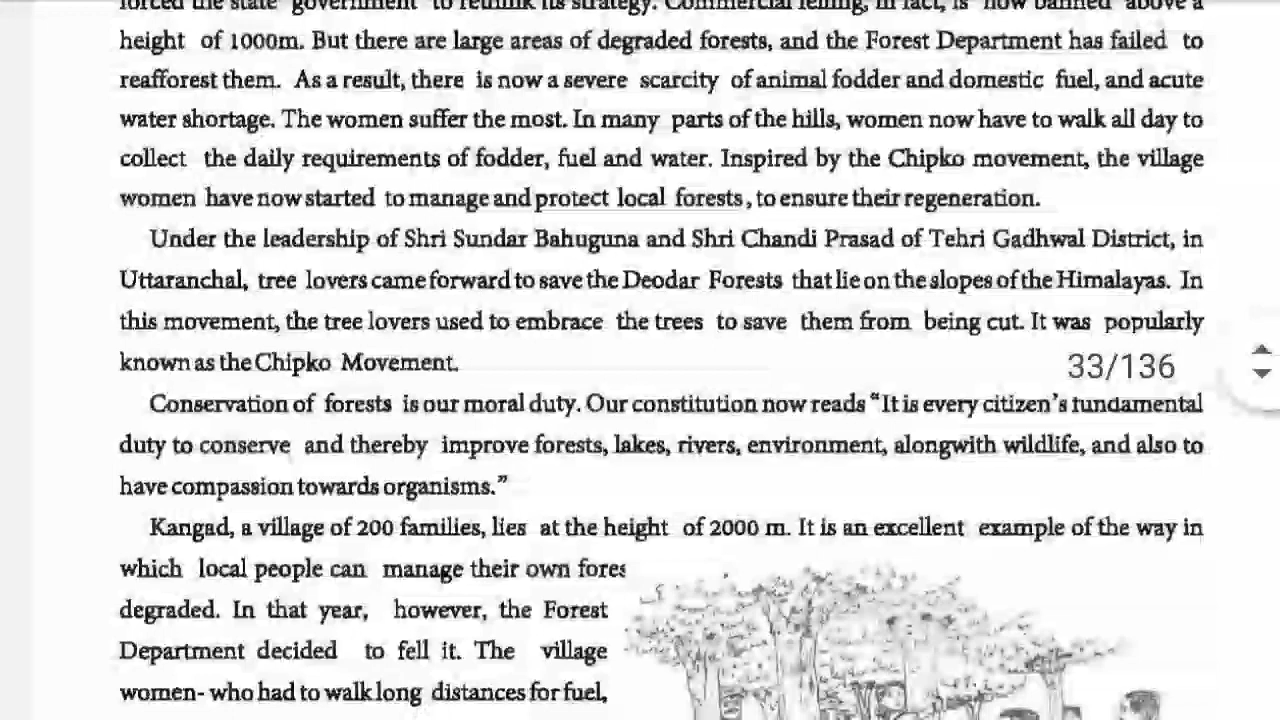 forced the state government to rethink its strategy. Commercial felling, in fact, is now banned above a
height of 1000m. But there are large areas of degraded forests, and the Forest Department has failed to
reafforest them. As a result, there is now a severe scarcity of animal fodder and domestic fuel, and acute
water shortage. The women suffer the most. In many parts of the hills, women now have to walk all day to
collect the daily requirements of fodder, fuel and water. Inspired by the Chipko movement, the village
women have now started to manage and protect local forests, to ensure their regeneration.
Under the leadership of Shri Sundar Bahuguna and Shri Chandi Prasad of Tehri Gadhwal District, in
Uttaranchal, tree lovers came forward to save the Deodar Forests that lie on the slopes of the Himalayas. In
this movement, the tree lovers used to embrace the trees to save them from being cut. It was popularly
known as the Chipko Movement.
33/136
Conservation of forests is our moral duty. Our constitution now reads “It is every citizen’s fundamental
duty to conserve and thereby improve forests, lakes, rivers, environment, alongwith wildlife, and also to
have compassion towards organisms.”
Kangad, a village of 200 families, lies at the height of 2000 m. It is an excellent example of the way in
which local people can manage their own fores
degraded. In that year, however, the Forest
Department decided to fell it. The village
women- who had to walk long distances for fuel,